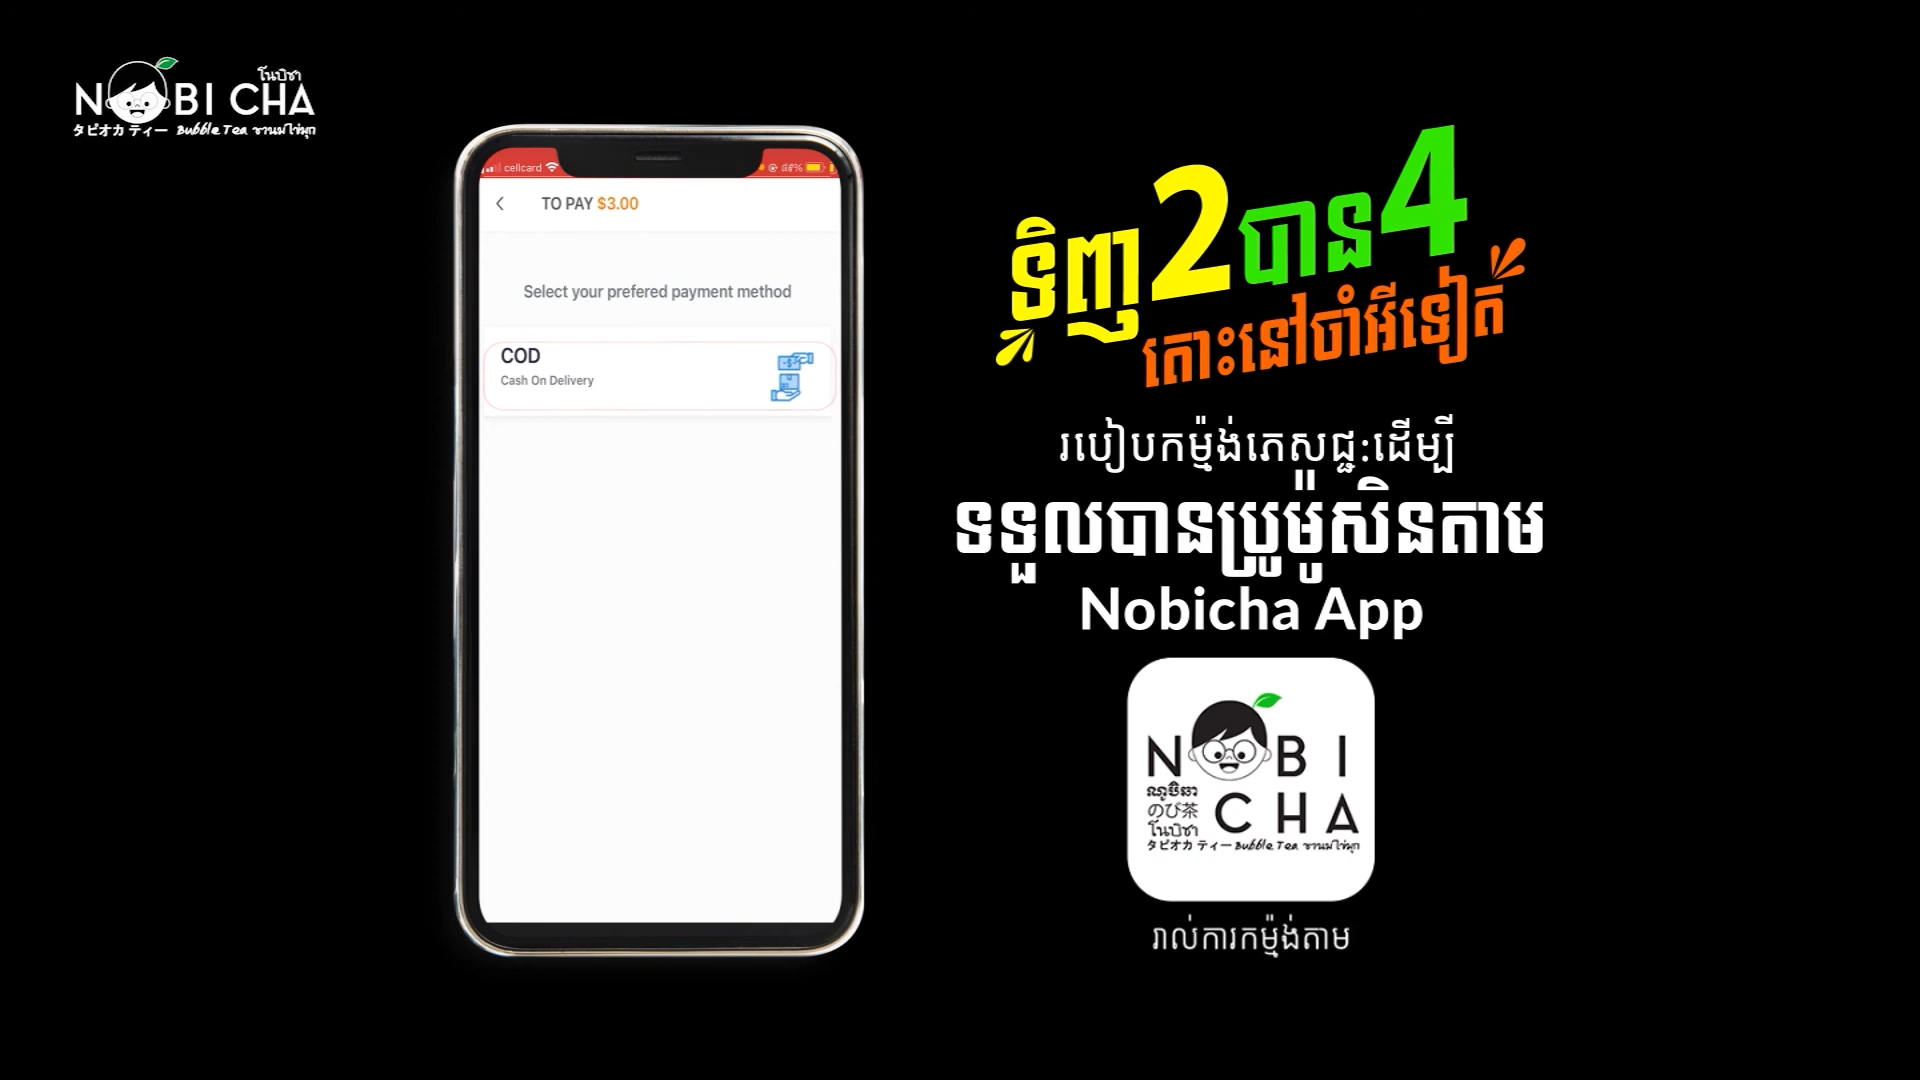 โนบิชา
NOBI CHA
タピオカ ティー Bubble Tea ชานมไข่มุก
cellcard
TO PAY $3.00
Select your prefered payment method
COD
Cash On Delivery
ទិញ2បាន4
តោះនៅចាំអីទៀត
របៀបកម្ម៉ង់ភេសជ្ជ:ដើម្បី
ទទួលបានប្រូម៉ូសិនតាម
Nobicha App
NOBI
ណូប៊ិឆា
のび茶
โนบิชา
CHA
タピオカ ティー Bubble Tea ชานมไข่มุก
រាល់ការកម្ម៉ង់តាម